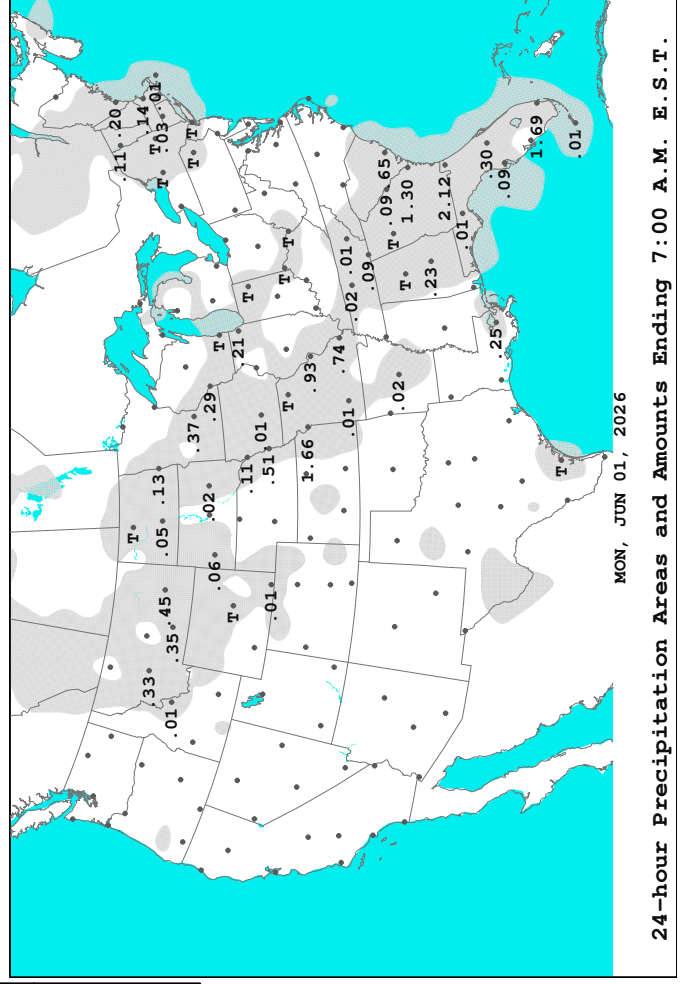 .20
.11
T
.14
.33
.01
T
.03
.13
.05
T
.45
.01
.35
T
T
.37
.29
.02
.06
T
T
.21
.11
T
.01
.51
.01
T
T
T
1.66
.93
.74
.01
.01
.02
.09
.65
.09
T
.02
T
1.30
.23
2.12
.01
.30
.25
.09
1.69
T
.01
MON, JUN 01, 2026
24-hour Precipitation Areas and Amounts Ending 7:00 A.M. E.S.T.